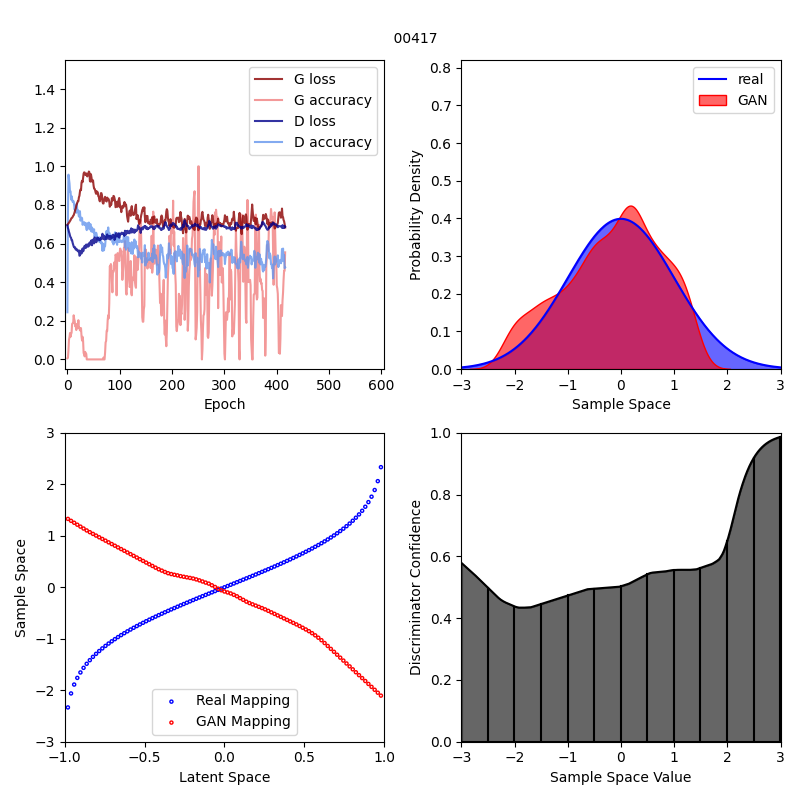 00417
G loss
G accuracy
D loss
D accuracy
1.4
1.2
1.0
0.8
0.6
0.4
0.2
0.0
0 100 200 300 400 500 600
Epoch
real
GAN
Probability Density
0.8
0.7
0.6
0.5
0.4
0.3
0.2
0.1
0.0
−3 −2 −1 0 1 2 3
Sample Space
Sample Space
3
2
1
0
−1
−2
−3
Real Mapping
GAN Mapping
−1.0 −0.5 0.0 0.5 1.0
Latent Space
Discriminator Confidence
1.0
0.8
0.6
0.4
0.2
0.0
−3 −2 −1 0 1 2 3
Sample Space Value